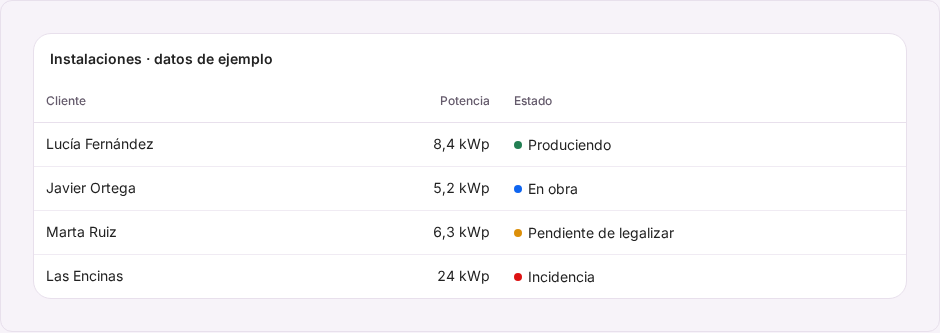 Instalaciones · datos de ejemplo
Cliente Potencia Estado
Lucía Fernández 8,4 kWp Produciendo
Javier Ortega 5,2 kWp En obra
Marta Ruiz 6,3 kWp Pendiente de legalizar
Las Encinas 24 kWp Incidencia